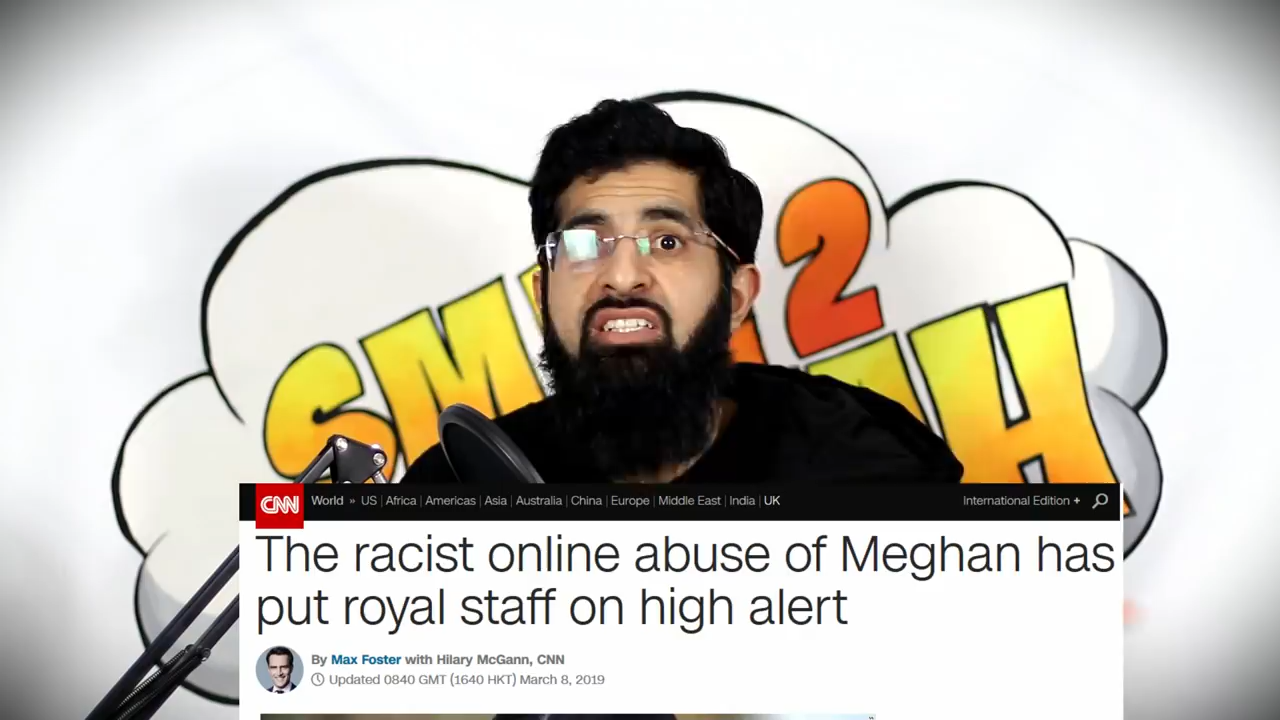 SM
2
H
CNN
World » US | Africa | Americas | Asia | Australia | China | Europe | Middle East | India | UK
International Edition +
The racist online abuse of Meghan has
put royal staff on high alert
By Max Foster with Hilary McGann, CNN
Updated 0840 GMT (1640 HKT) March 8, 2019